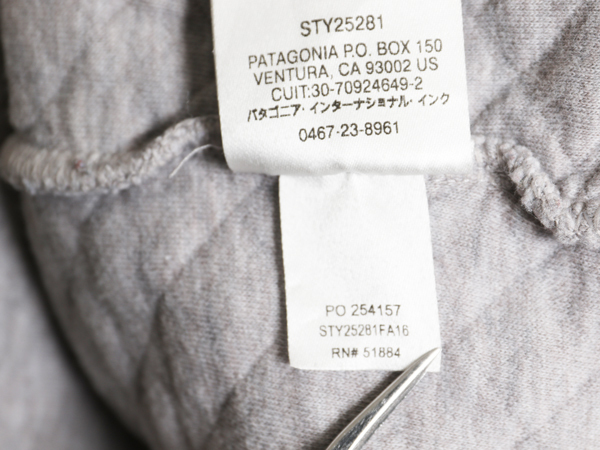 STY25281
PATAGONIA P.O. BOX 150
VENTURA, CA 93002 US
CUIT:30-70924649-2
パタゴニア・インターナショナル・インク
0467-23-8961
PO 254157
STY25281FA16
RN# 51884